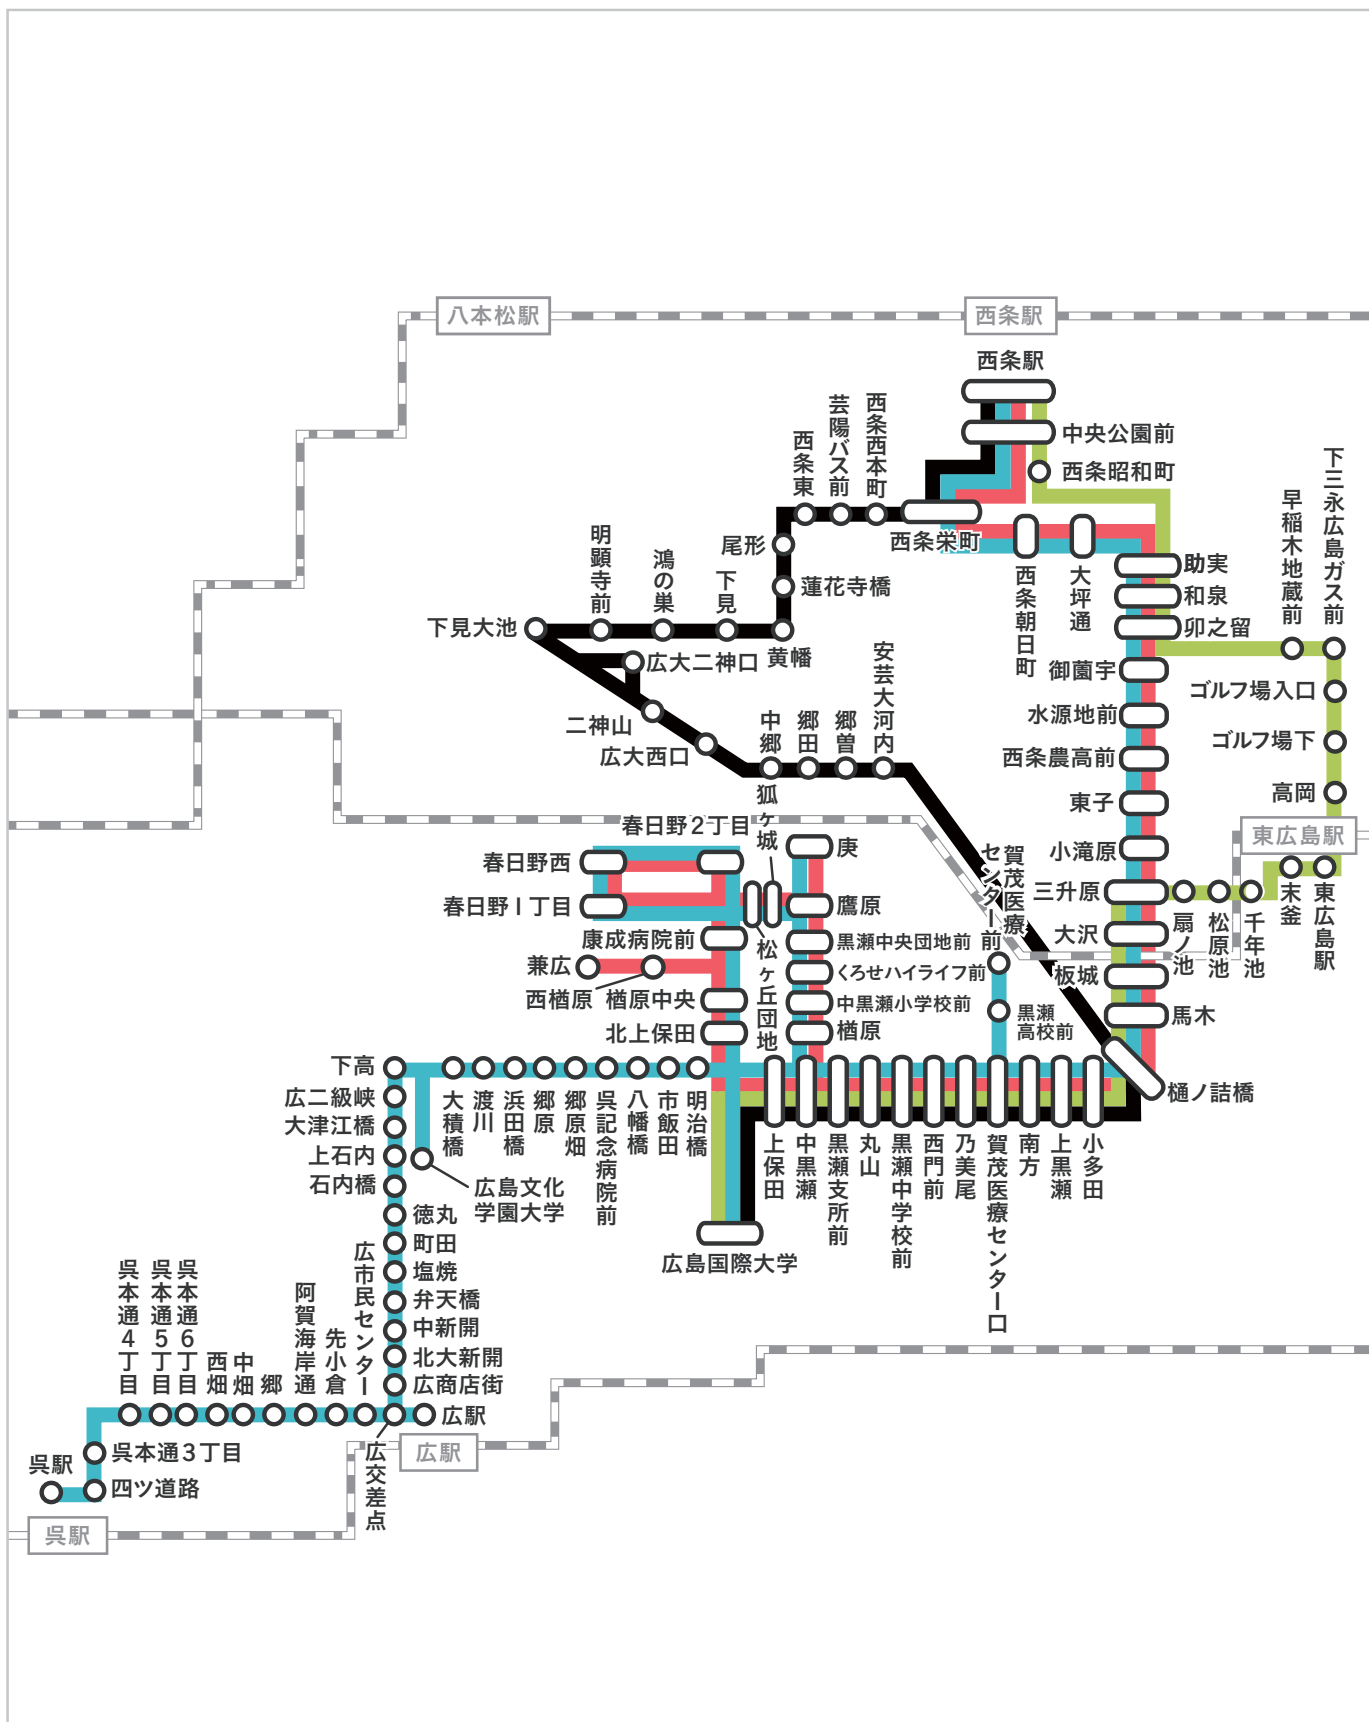 八本松駅
西条駅
西条駅
中央公園前
西条昭和町
西条西本町
芸陽バス前
西条東
西条栄町
尾形
蓮花寺橋
黄幡
下見
鴻の巣
明顕寺前
下見大池
広大二神口
二神山
広大西口
中郷
郷田
郷曽
安芸大河内
西条朝日町
大坪通
助実
和泉
卯之留
御薗宇
水源地前
西条農高前
東子
小滝原
三升原
大沢
板城
馬木
樋ノ詰橋
早稲木地蔵前
下三永広島ガス前
ゴルフ場入口
ゴルフ場下
高岡
東広島駅
東広島駅
末釜
千年池
松原池
扇ノ池
春日野2丁目
春日野西
春日野1丁目
狐ヶ城
松ヶ丘団地
庚
鷹原
黒瀬中央団地前
くろせハイライフ前
中黒瀬小学校前
楢原
康成病院前
兼広
西楢原
楢原中央
北上保田
賀茂医療
センター前
黒瀬
高校前
下高
広二級峡
大津江橋
上石内
石内橋
徳丸
町田
塩焼
弁天橋
中新開
北大新開
広商店街
広駅
広駅
広交差点
大積橋
渡川
浜田橋
郷原
郷原畑
呉記念病院前
八幡橋
市飯田
明治橋
広島文化
学園大学
広島国際大学
上保田
中黒瀬
黒瀬支所前
丸山
黒瀬中学校前
西門前
乃美尾
賀茂医療センター口
南方
上黒瀬
小多田
広市民センター
先小倉
阿賀海岸通
郷
中畑
西畑
呉本通6丁目
呉本通5丁目
呉本通4丁目
呉本通3丁目
四ツ道路
呉駅
呉駅